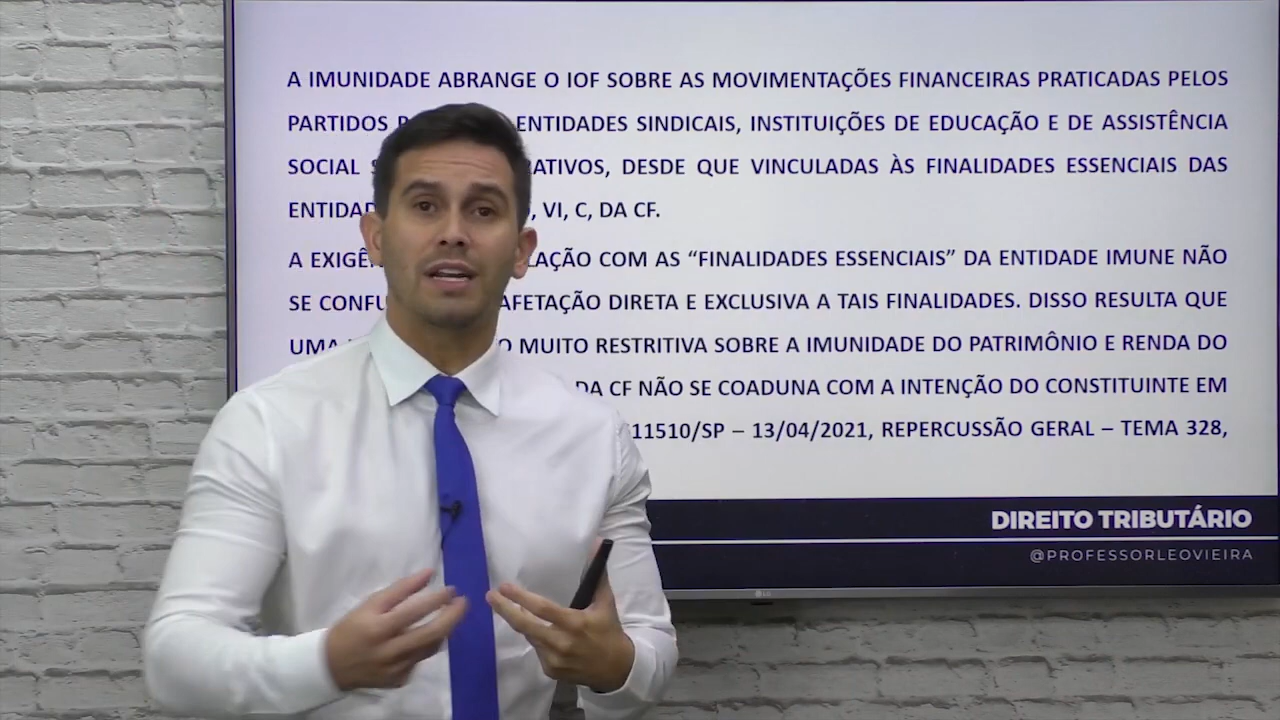 A IMUNIDADE ABRANGE O IOF SOBRE AS MOVIMENTAÇÕES FINANCEIRAS PRATICADAS PELOS
PARTIDOS ENTIDADES SINDICAIS, INSTITUIÇÕES DE EDUCAÇÃO E DE ASSISTÊNCIA
SOCIAL S RATIVOS, DESDE QUE VINCULADAS ÀS FINALIDADES ESSENCIAIS DAS
ENTIDAD , VI, C, DA CF.
A EXIGÊN LAÇÃO COM AS “FINALIDADES ESSENCIAIS” DA ENTIDADE IMUNE NÃO
SE CONFU AFETAÇÃO DIRETA E EXCLUSIVA A TAIS FINALIDADES. DISSO RESULTA QUE
UMA O MUITO RESTRITIVA SOBRE A IMUNIDADE DO PATRIMÔNIO E RENDA DO
DA CF NÃO SE COADUNA COM A INTENÇÃO DO CONSTITUINTE EM
11510/SP – 13/04/2021, REPERCUSSÃO GERAL – TEMA 328,
DIREITO TRIBUTÁRIO
@PROFESSORLEOVIEIRA
LG